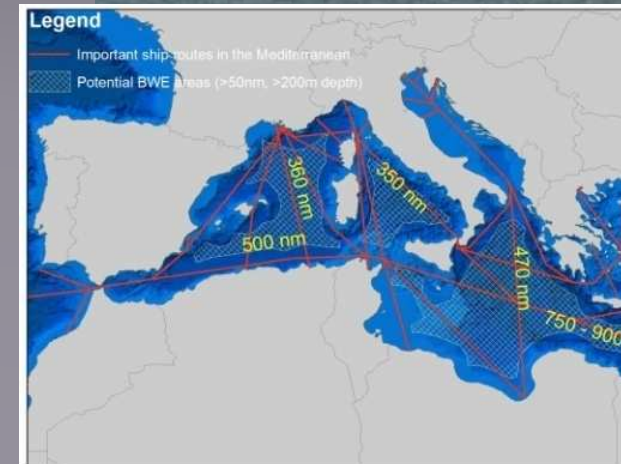 Legend
Important ship routes in the Mediterranean
Potential BWE areas (>50nm, >200m depth)
360 nm
350 nm
500 nm
470 nm
750 - 900